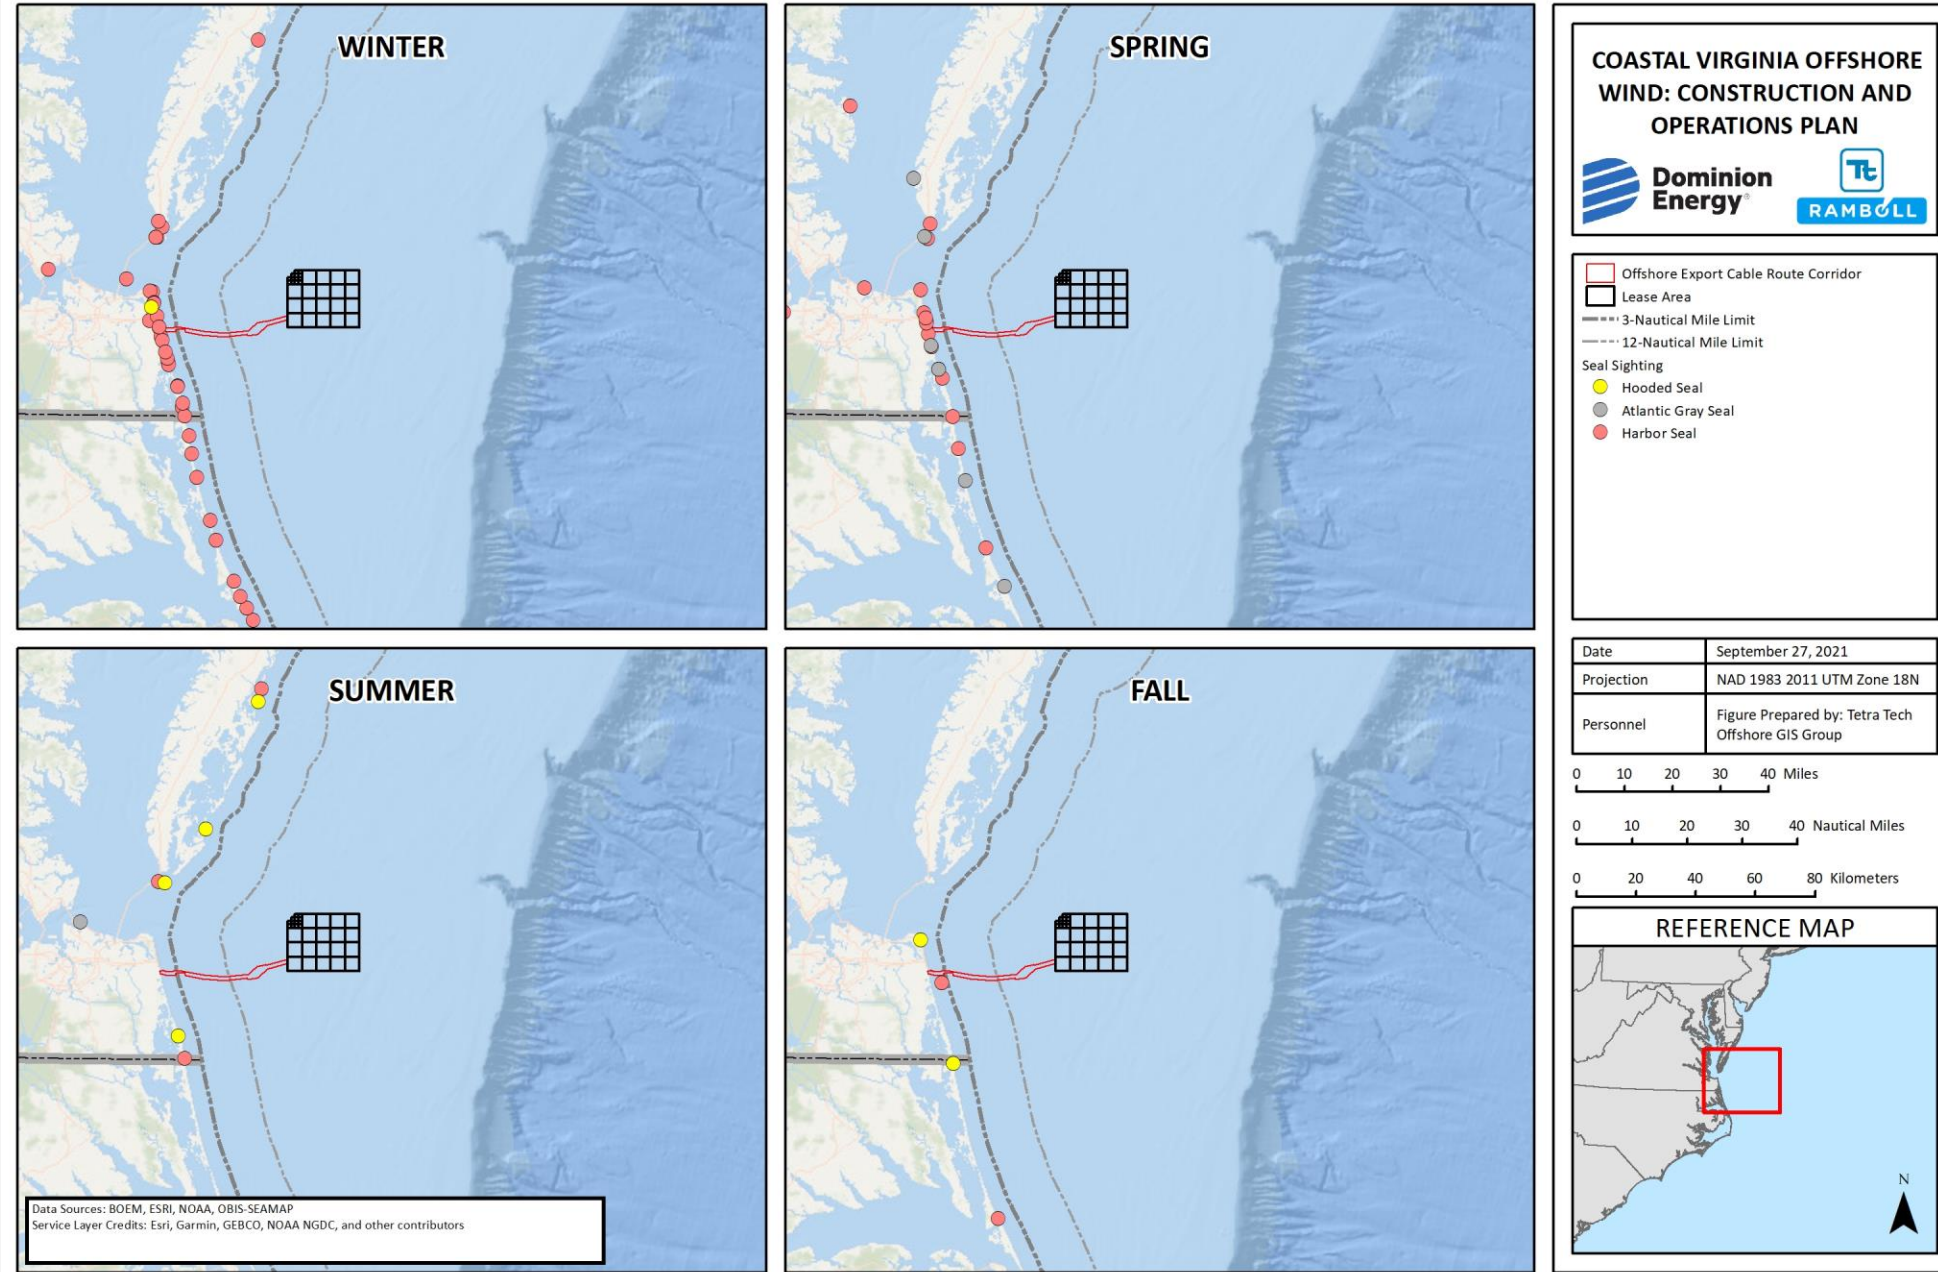 WINTER
SPRING
SUMMER
FALL
Data Sources: BOEM, ESRI, NOAA, OBIS-SEAMAP
Service Layer Credits: Esri, Garmin, GEBCO, NOAA NGDC, and other contributors
COASTAL VIRGINIA OFFSHORE
WIND: CONSTRUCTION AND
OPERATIONS PLAN
Dominion
Energy®
Tt
RAMBOLL
Offshore Export Cable Route Corridor
Lease Area
3-Nautical Mile Limit
12-Nautical Mile Limit
Seal Sighting
Hooded Seal
Atlantic Gray Seal
Harbor Seal
Date September 27, 2021
Projection NAD 1983 2011 UTM Zone 18N
Personnel Figure Prepared by: Tetra Tech
Offshore GIS Group
0 10 20 30 40 Miles
0 10 20 30 40 Nautical Miles
0 20 40 60 80 Kilometers
REFERENCE MAP
N